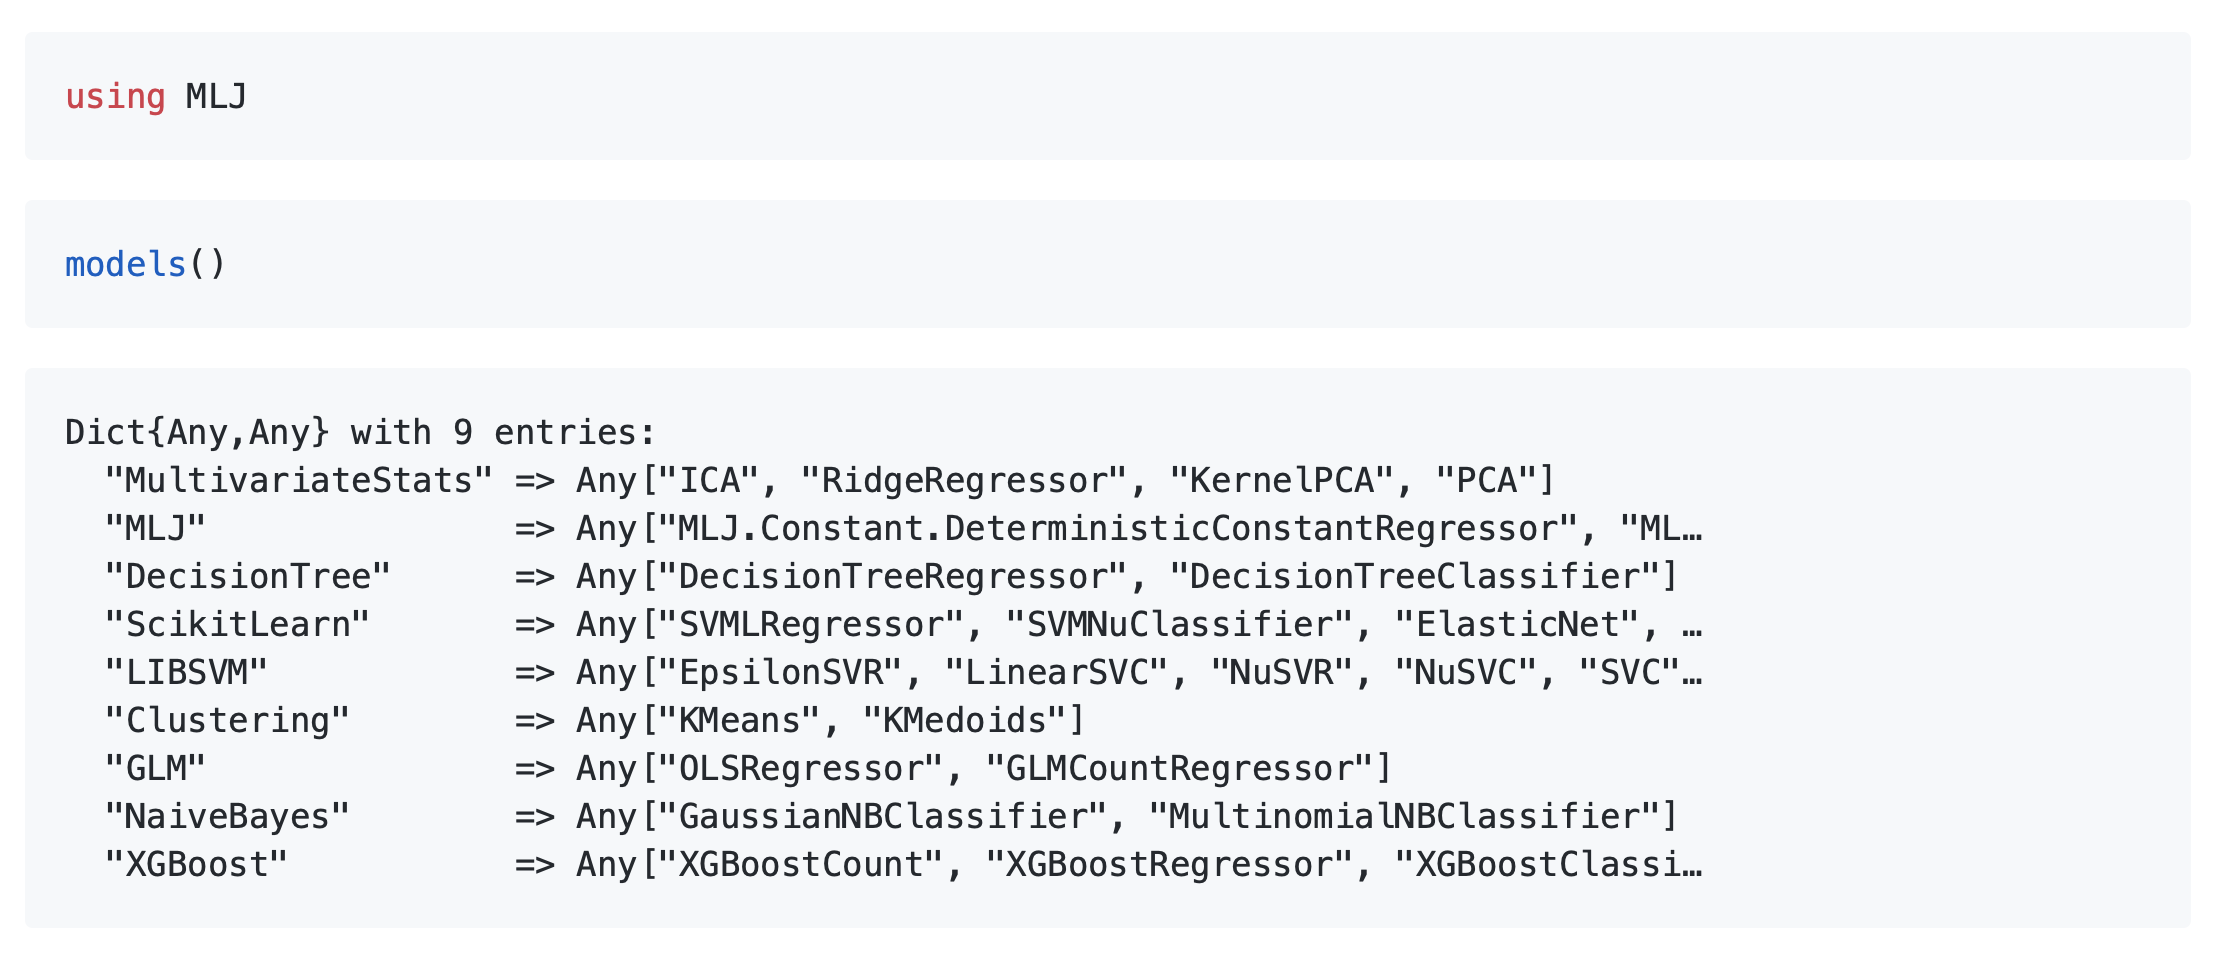 using MLJ
models()
Dict{Any,Any} with 9 entries:
  "MultivariateStats" => Any["ICA", "RidgeRegressor", "KernelPCA", "PCA"]
  "MLJ"               => Any["MLJ.Constant.DeterministicConstantRegressor", "ML…
  "DecisionTree"      => Any["DecisionTreeRegressor", "DecisionTreeClassifier"]
  "ScikitLearn"       => Any["SVMLRegressor", "SVMNuClassifier", "ElasticNet", …
  "LIBSVM"            => Any["EpsilonSVR", "LinearSVC", "NuSVR", "NuSVC", "SVC"…
  "Clustering"        => Any["KMeans", "KMedoids"]
  "GLM"               => Any["OLSRegressor", "GLMCountRegressor"]
  "NaiveBayes"        => Any["GaussianNBClassifier", "MultinomialNBClassifier"]
  "XGBoost"           => Any["XGBoostCount", "XGBoostRegressor", "XGBoostClassi…